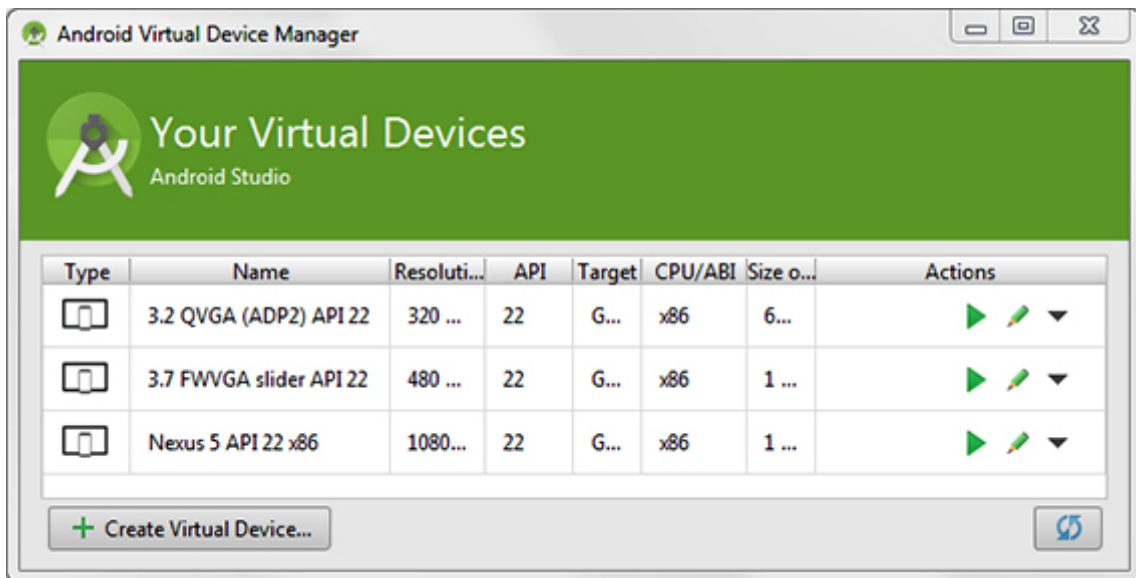 Android Virtual Device Manager
Your Virtual Devices
Android Studio
Type Name Resoluti... API Target CPU/ABI Size o... Actions
3.2 QVGA (ADP2) API 22 320 ... 22 G... x86 6...
3.7 FWVGA slider API 22 480 ... 22 G... x86 1 ...
Nexus 5 API 22 x86 1080... 22 G... x86 1 ...
Create Virtual Device...